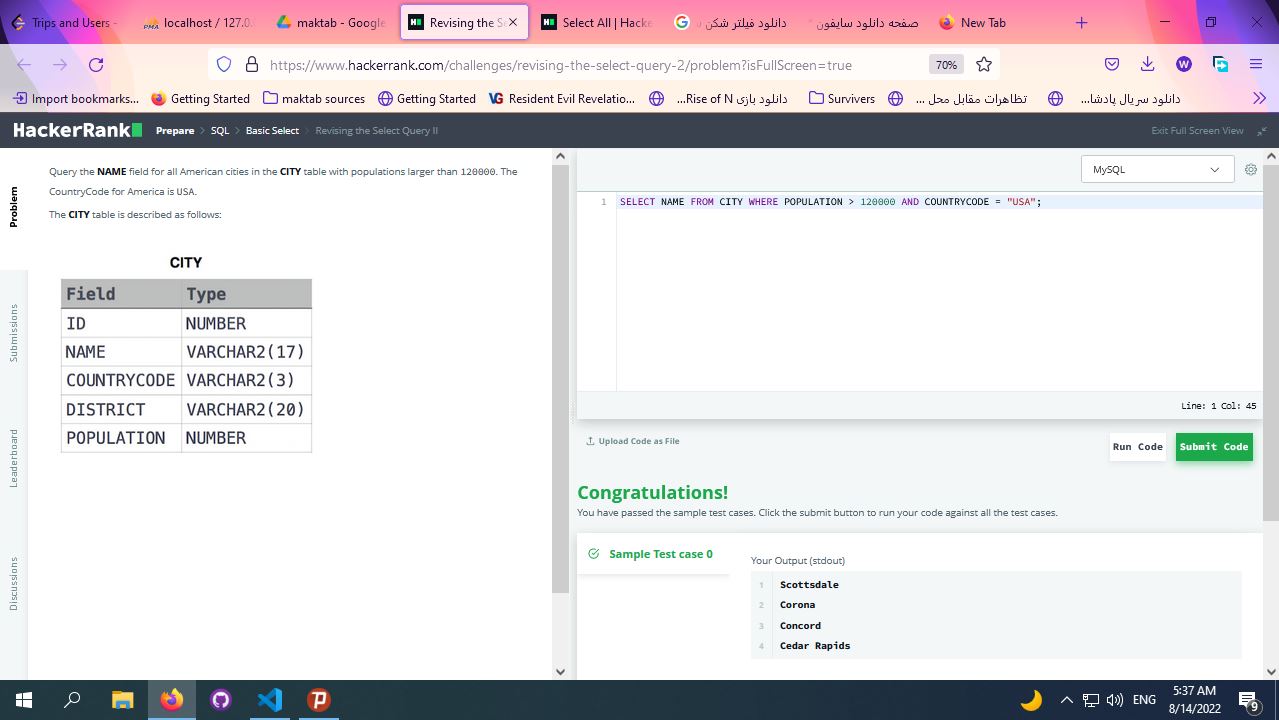 Trips and Users -
localhost / 127.0.
maktab - Google
Revising the Se
Select All | Hacke
دانلود فیلتر شکن
صفحه دانلود سایفون
New Tab
https://www.hackerrank.com/challenges/revising-the-select-query-2/problem?isFullScreen=true
70%
Import bookmarks...
Getting Started
maktab sources
Getting Started
Resident Evil Revelatio...
دانلود بازی Rise of N...
Survivers
تظاهرات مقابل محل ...
دانلود سریال پادشا...
HackerRank
Prepare > SQL > Basic Select > Revising the Select Query II
Exit Full Screen View
Problem
Submissions
Leaderboard
Discussions
Query the NAME field for all American cities in the CITY table with populations larger than 120000. The
CountryCode for America is USA.
The CITY table is described as follows:
CITY
Field Type
ID NUMBER
NAME VARCHAR2(17)
COUNTRYCODE VARCHAR2(3)
DISTRICT VARCHAR2(20)
POPULATION NUMBER
MySQL
1 SELECT NAME FROM CITY WHERE POPULATION > 120000 AND COUNTRYCODE = "USA";
Line: 1 Col: 45
Upload Code as File
Run Code
Submit Code
Congratulations!
You have passed the sample test cases. Click the submit button to run your code against all the test cases.
Sample Test case 0
Your Output (stdout)
1 Scottsdale
2 Corona
3 Concord
4 Cedar Rapids
ENG
5:37 AM
8/14/2022
9